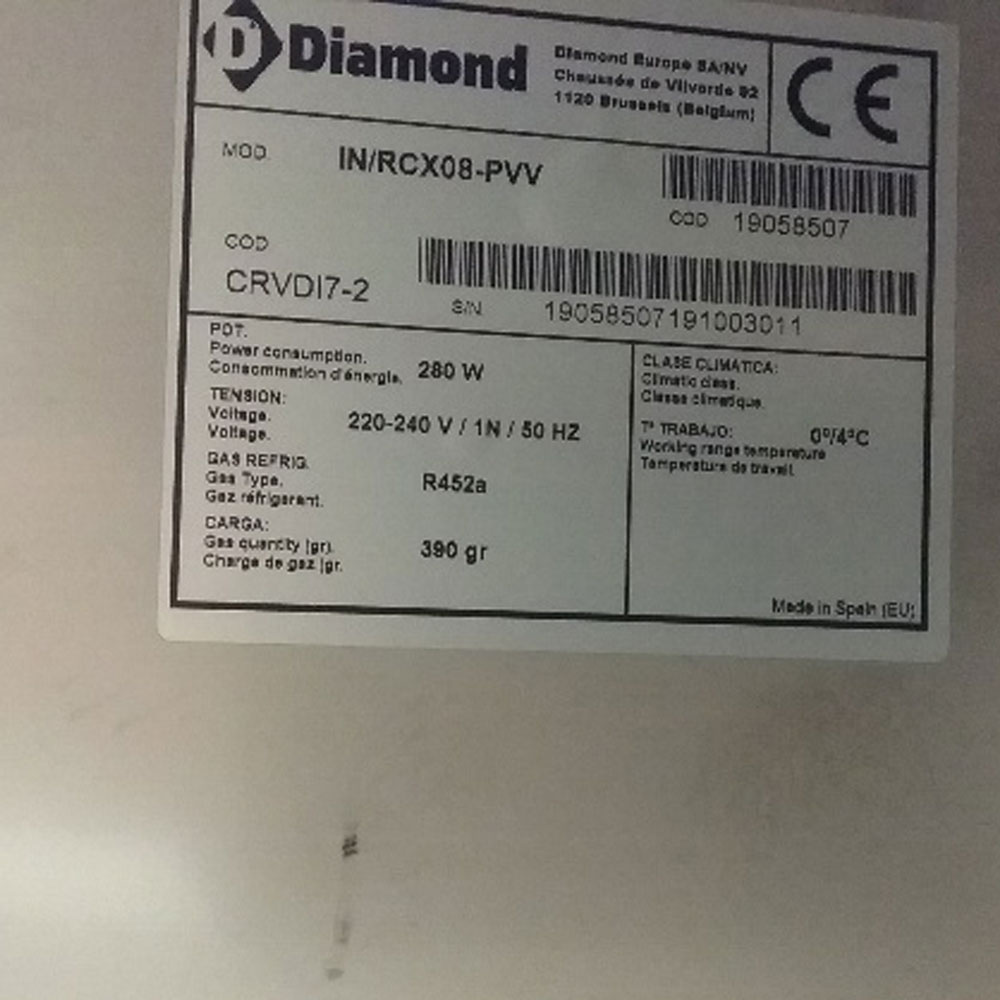 D Diamond
Diamond Europe SA/NV
Chaussée de Vilvorde 92
1120 Brussels (Belgium)
CE
MOD. IN/RCX08-PVV
COD 19058507
COD
CRVDI7-2
S/N 19058507191003011
POT.
Power consumption. 280 W
Consommation d'énergie.
TENSION:
Voltage. 220-240 V / 1N / 50 HZ
Voltage.
GAS REFRIG.
Gas Type. R452a
Gaz réfrigerant.
CARGA:
Gas quantity (gr). 390 gr
Charge de gaz (gr.
CLASE CLIMATICA:
Climatic class.
Classe climatique.
Tª TRABAJO: 0º/4ºC
Working range temperature
Temperature de travail.
Made in Spain (EU)